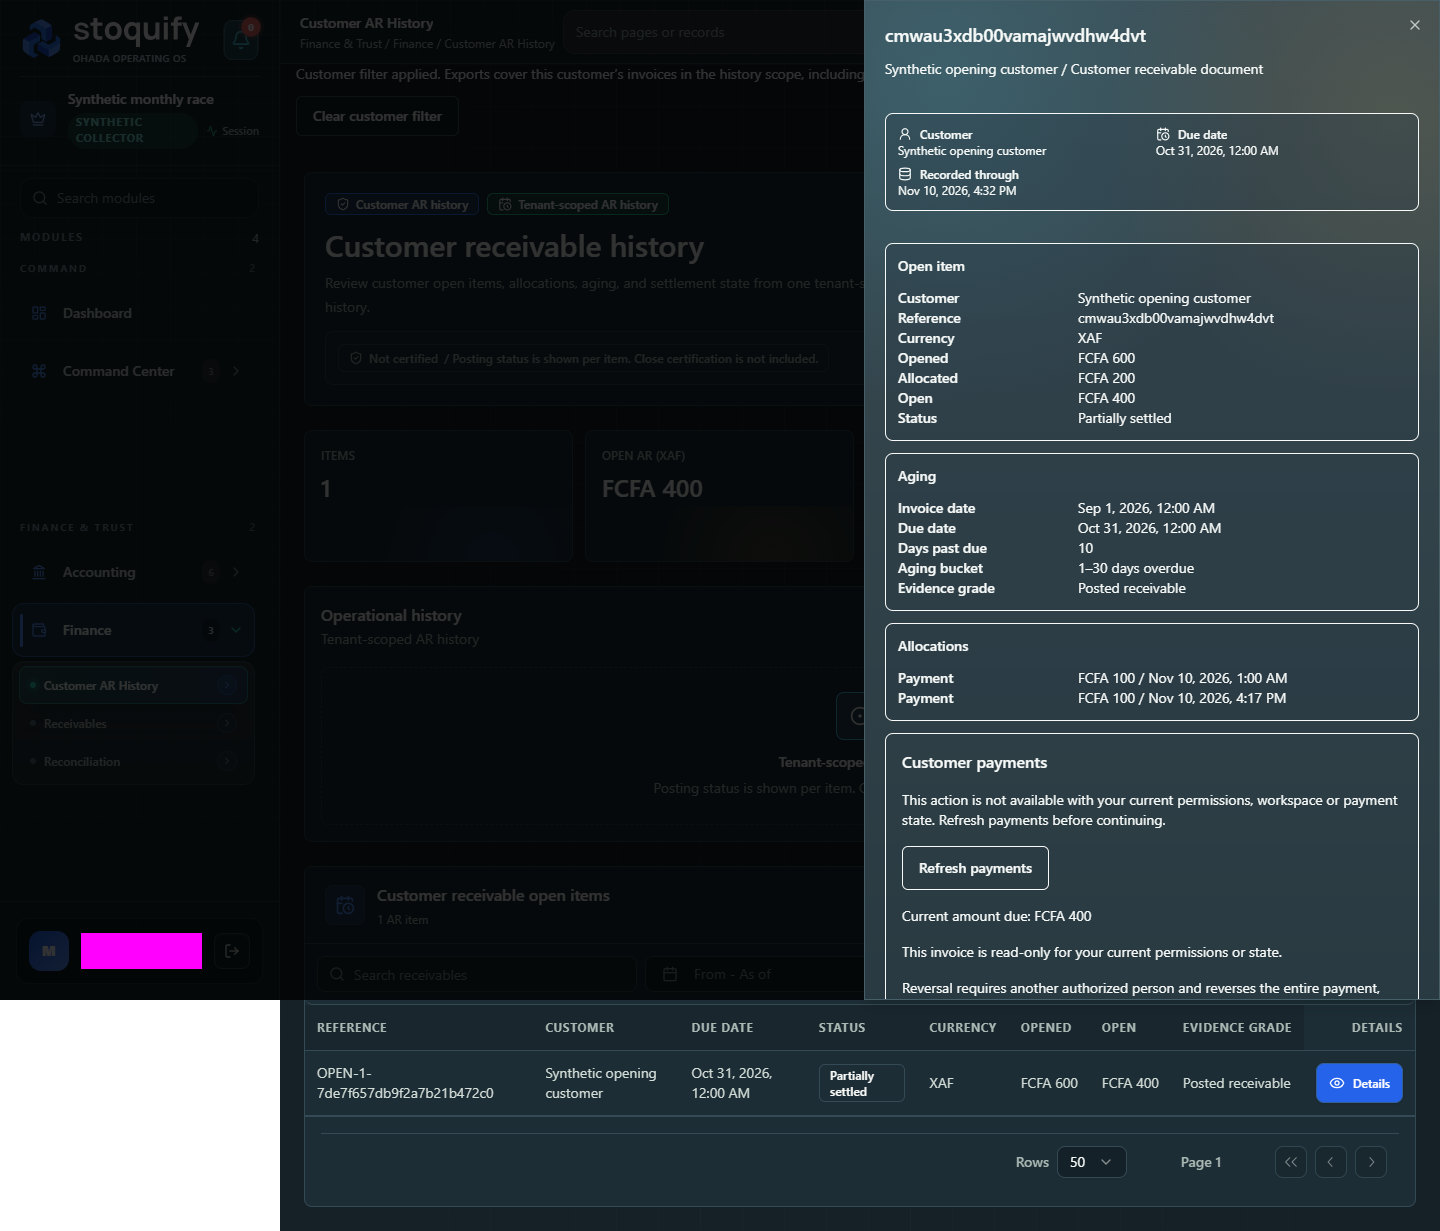 stoquify
OHADA OPERATING OS
0
Synthetic monthly race
SYNTHETIC
COLLECTOR
Session
Search modules
MODULES
4
COMMAND
2
Dashboard
Command Center
3
FINANCE & TRUST
2
Accounting
6
Finance
3
Customer AR History
Receivables
Reconciliation
M
Customer AR History
Finance & Trust / Finance / Customer AR History
Search pages or records
Customer filter applied. Exports cover this customer's invoices in the history scope, including
Clear customer filter
Customer AR history
Tenant-scoped AR history
Customer receivable history
Review customer open items, allocations, aging, and settlement state from one tenant-s
history.
Not certified / Posting status is shown per item. Close certification is not included.
ITEMS
1
OPEN AR (XAF)
FCFA 400
Operational history
Tenant-scoped AR history
Tenant-scope
Posting status is shown per item. C
Customer receivable open items
1 AR item
Search receivables
From - As of
REFERENCE CUSTOMER DUE DATE STATUS CURRENCY OPENED OPEN EVIDENCE GRADE DETAILS
OPEN-1-
7de7f657db9f2a7b21b472c0
Synthetic opening
customer
Oct 31, 2026,
12:00 AM
Partially
settled
XAF
FCFA 600
FCFA 400
Posted receivable
Details
Rows
50
Page 1
cmwau3xdb00vamajwvdhw4dvt
Synthetic opening customer / Customer receivable document
Customer
Synthetic opening customer
Due date
Oct 31, 2026, 12:00 AM
Recorded through
Nov 10, 2026, 4:32 PM
Open item
Customer Synthetic opening customer
Reference cmwau3xdb00vamajwvdhw4dvt
Currency XAF
Opened FCFA 600
Allocated FCFA 200
Open FCFA 400
Status Partially settled
Aging
Invoice date Sep 1, 2026, 12:00 AM
Due date Oct 31, 2026, 12:00 AM
Days past due 10
Aging bucket 1–30 days overdue
Evidence grade Posted receivable
Allocations
Payment FCFA 100 / Nov 10, 2026, 1:00 AM
Payment FCFA 100 / Nov 10, 2026, 4:17 PM
Customer payments
This action is not available with your current permissions, workspace or payment
state. Refresh payments before continuing.
Refresh payments
Current amount due: FCFA 400
This invoice is read-only for your current permissions or state.
Reversal requires another authorized person and reverses the entire payment,